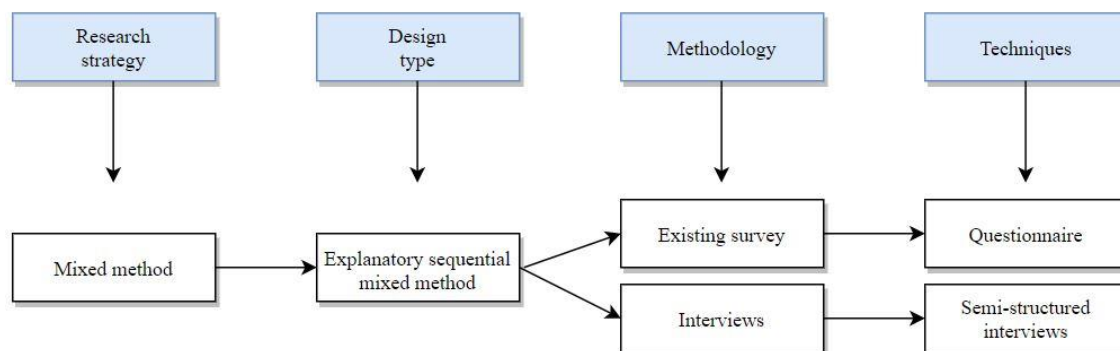 Research
strategy
Design
type
Methodology
Techniques
Mixed method
Explanatory sequential
mixed method
Existing survey
Questionnaire
Interviews
Semi-structured
interviews